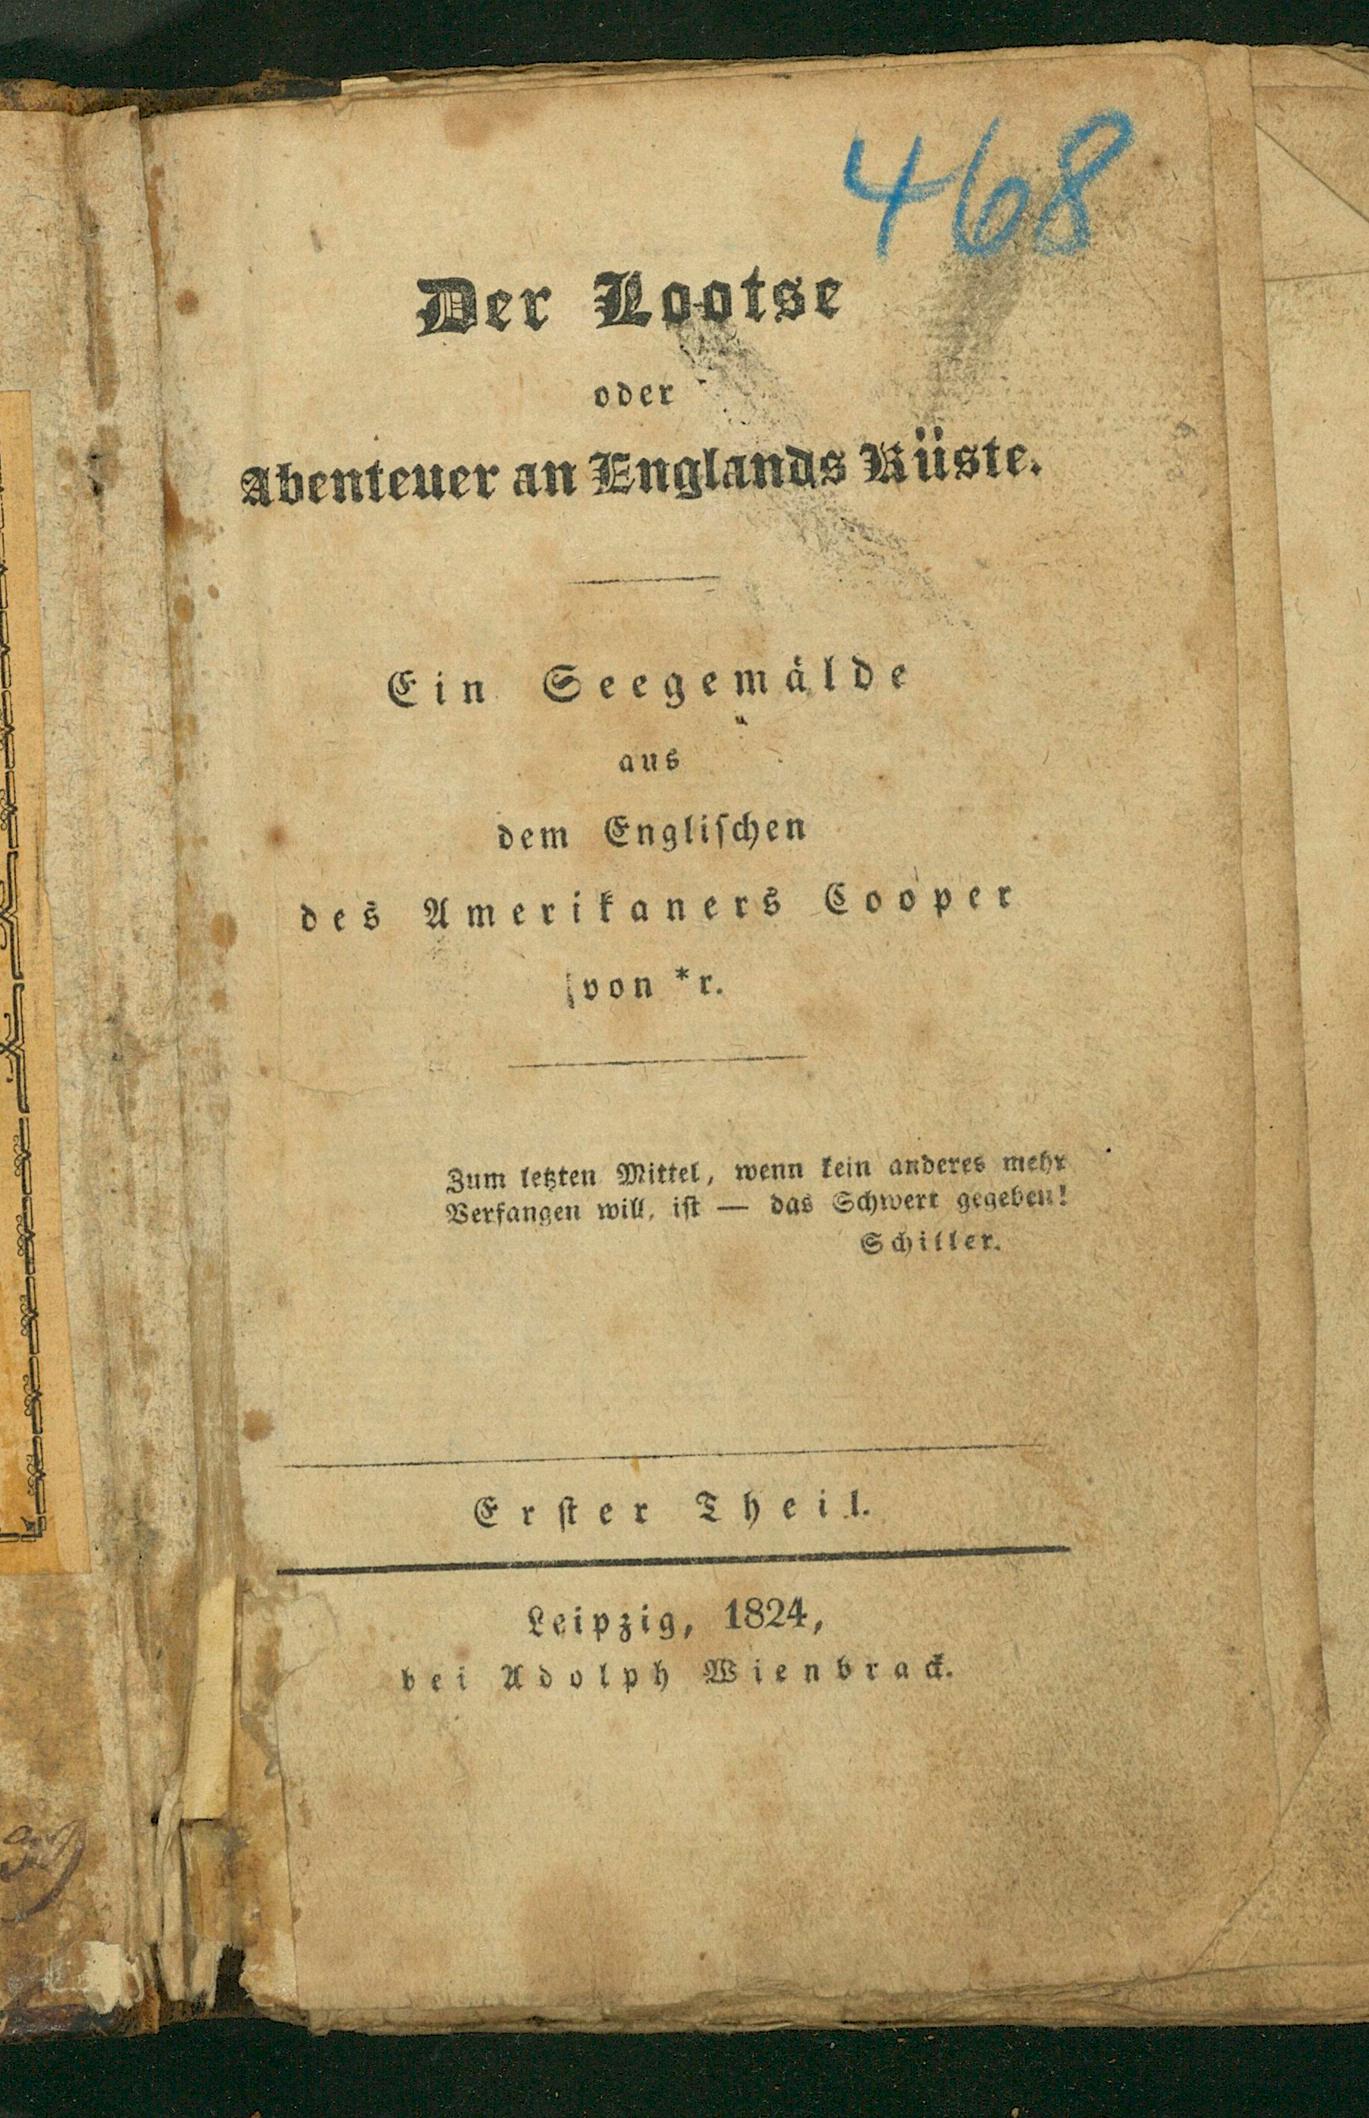 468
Der Lootse
oder
Abenteuer an Englands Küste.
Ein Seegemälde
aus
dem Engliſchen
des Amerikaners Cooper
von *r.
Zum letzten Mittel, wenn kein anderes mehr
Verfangen will, iſt — das Schwert gegeben!
Schiller.
Erſter Theil.
Leipzig, 1824,
bei Adolph Wienbrack.